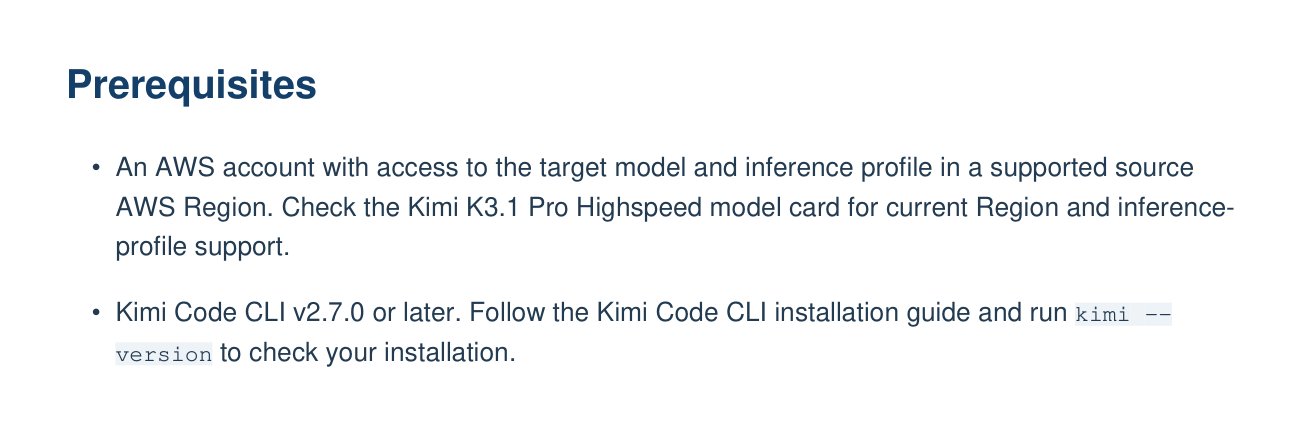 Prerequisites
• An AWS account with access to the target model and inference profile in a supported source
AWS Region. Check the Kimi K3.1 Pro Highspeed model card for current Region and inference-
profile support.
• Kimi Code CLI v2.7.0 or later. Follow the Kimi Code CLI installation guide and run kimi --
version to check your installation.